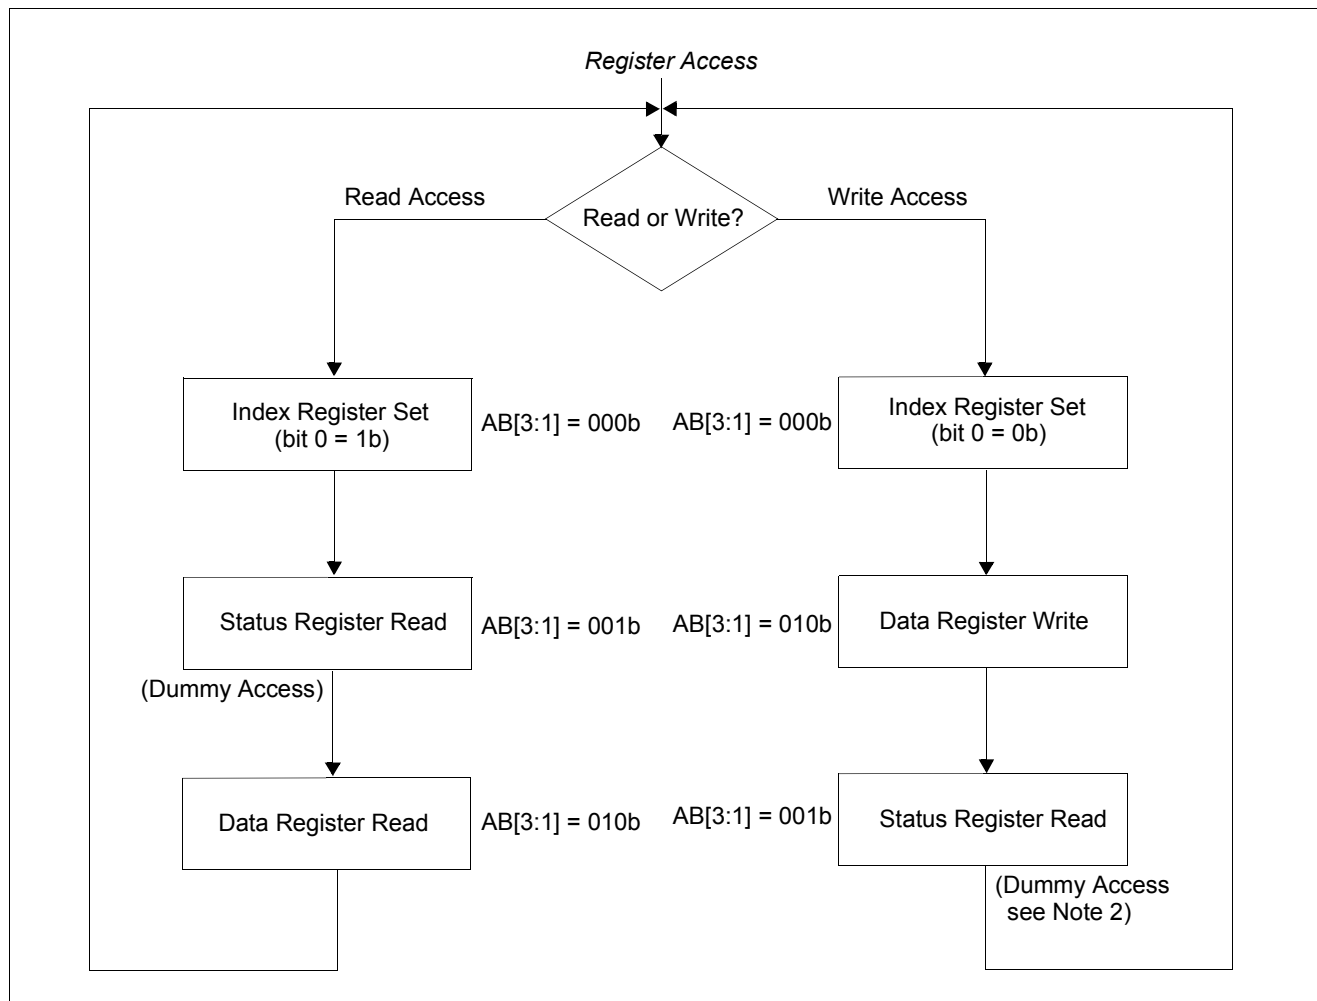 Register Access
Read Access
Write Access
Read or Write?
Index Register Set
(bit 0 = 1b)
AB[3:1] = 000b
AB[3:1] = 000b
Index Register Set
(bit 0 = 0b)
Status Register Read
AB[3:1] = 001b
AB[3:1] = 010b
Data Register Write
(Dummy Access)
Data Register Read
AB[3:1] = 010b
AB[3:1] = 001b
Status Register Read
(Dummy Access
see Note 2)